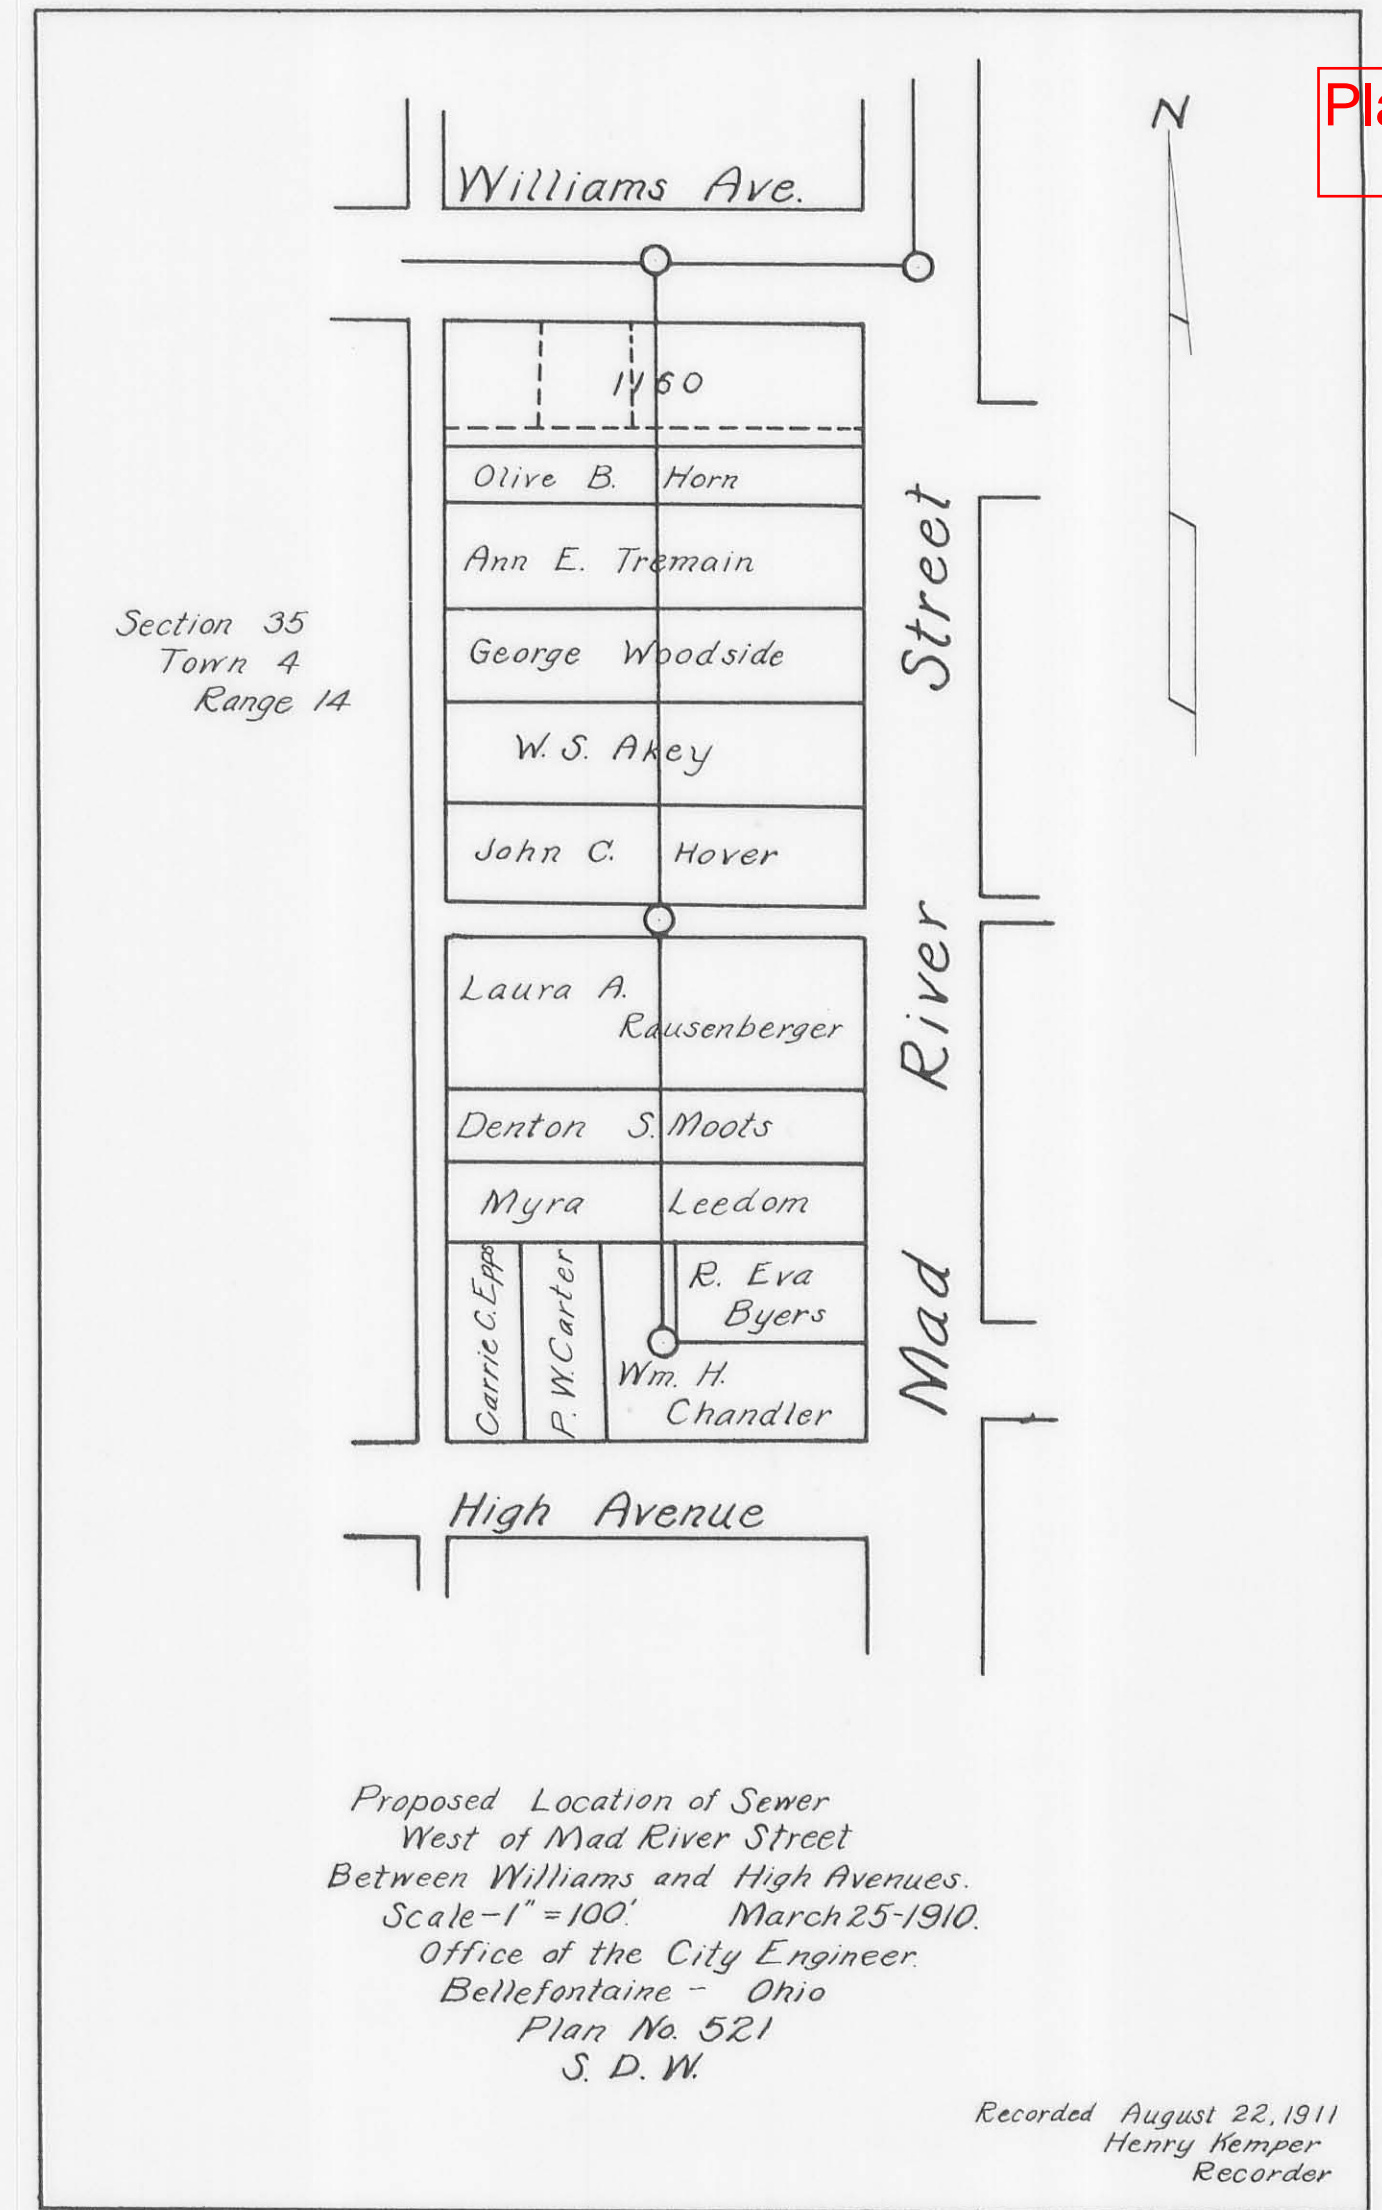 N
Williams Ave.
1160
Olive B. Horn
Ann E. Tremain
George Woodside
W. S. Akey
John C. Hover
Section 35
Town 4
Range 14
Laura A.
Rausenberger
Denton S. Moots
Myra Leedom
Carrie C. Epps
P. W. Carter
R. Eva
Byers
Wm. H.
Chandler
Mad River Street
High Avenue
Proposed Location of Sewer
West of Mad River Street
Between Williams and High Avenues.
Scale-1"=100'. March 25-1910.
Office of the City Engineer.
Bellefontaine - Ohio
Plan No. 521
S. D. W.
Recorded August 22, 1911
Henry Kemper
Recorder